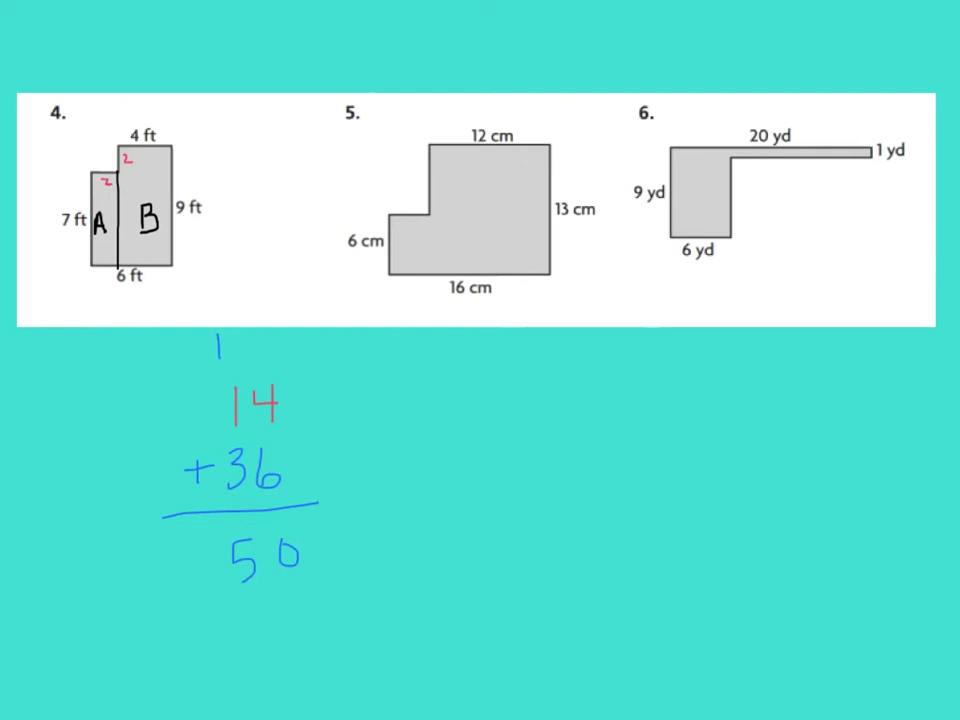 4.
4 ft
2
2
7 ft
A
B
9 ft
6 ft
5.
12 cm
13 cm
6 cm
16 cm
6.
20 yd
1 yd
9 yd
6 yd
1
14
+36
50